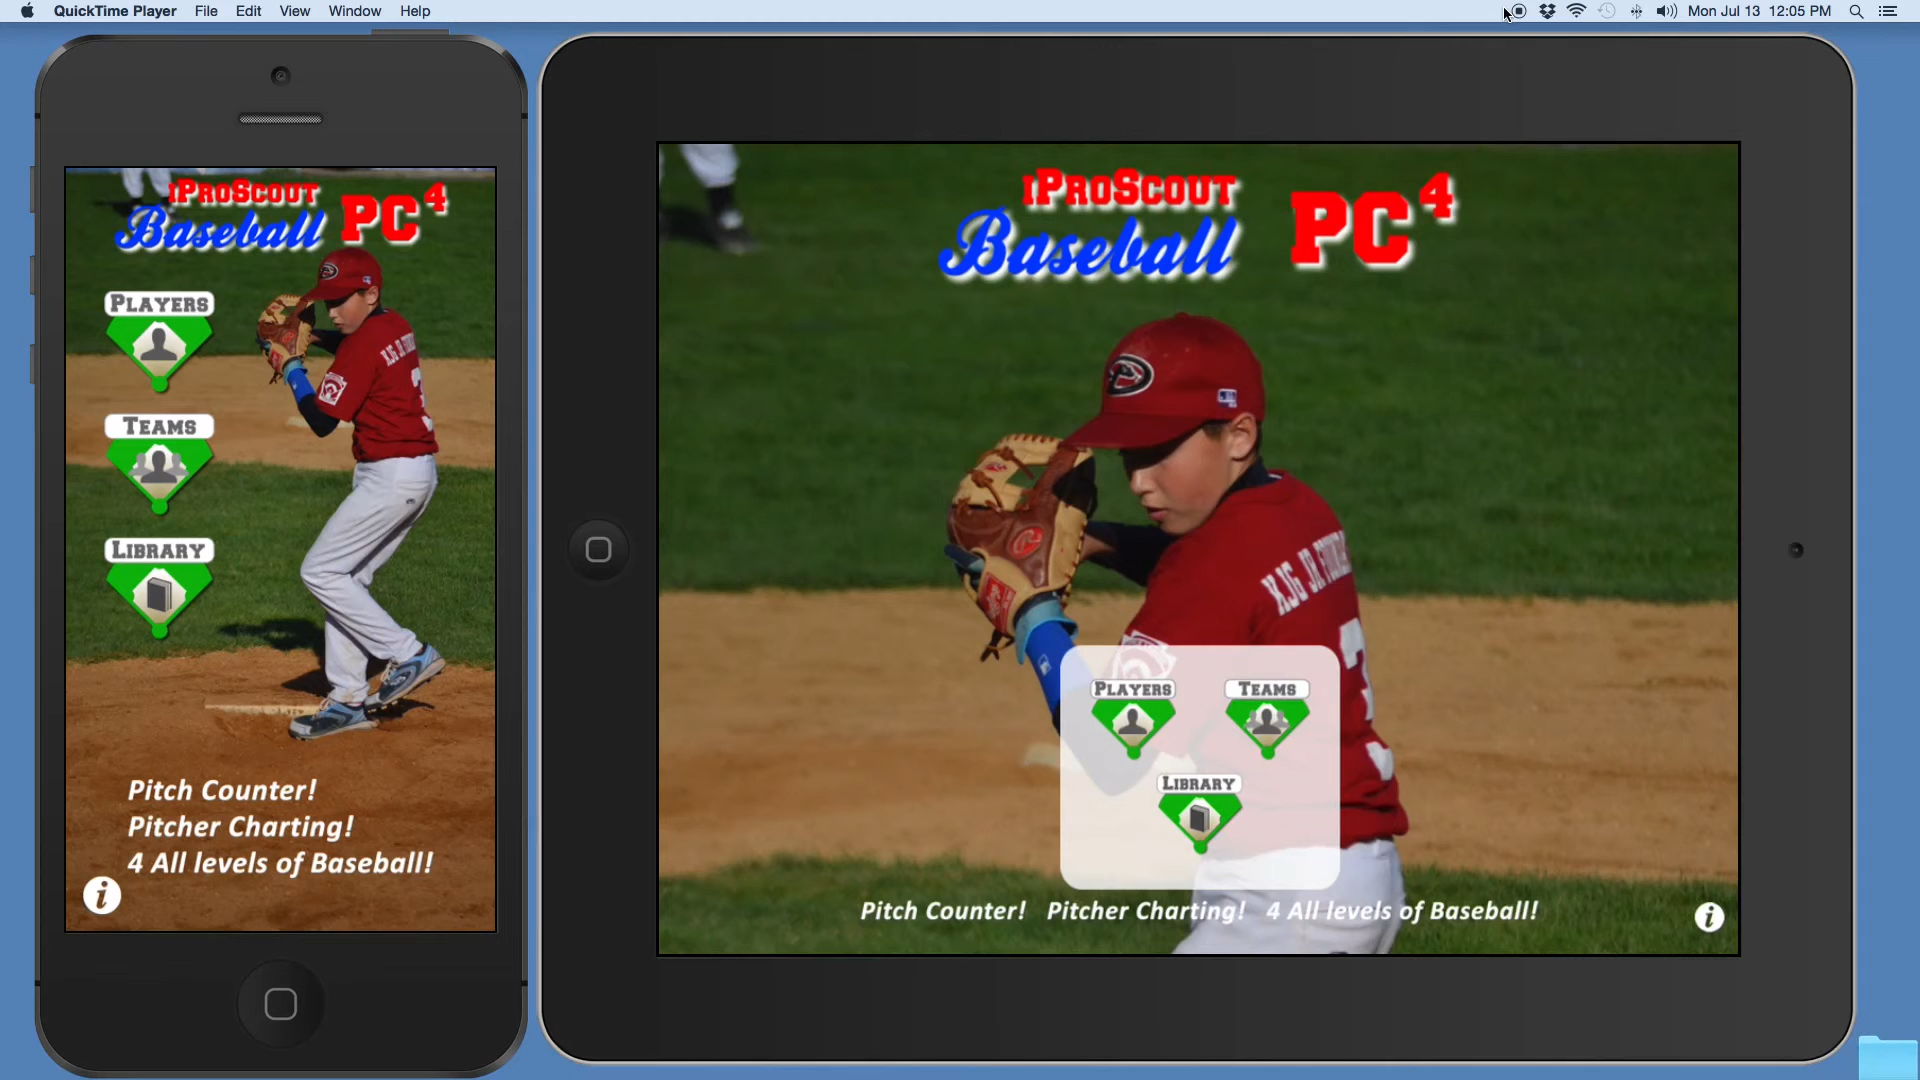 QuickTime Player File Edit View Window Help
Mon Jul 13 12:05 PM
iProScout
Baseball PC4
Players
Teams
Library
Pitch Counter!
Pitcher Charting!
4 All levels of Baseball!
i
iProScout
Baseball PC4
Players Teams
Library
Pitch Counter! Pitcher Charting! 4 All levels of Baseball!
i